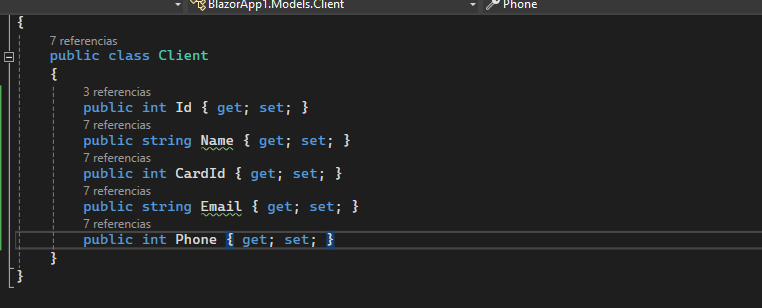 BlazorApp1.Models.Client Phone
{
7 referencias
public class Client
{
3 referencias
public int Id { get; set; }
7 referencias
public string Name { get; set; }
7 referencias
public int CardId { get; set; }
7 referencias
public string Email { get; set; }
7 referencias
public int Phone { get; set; }
}
}